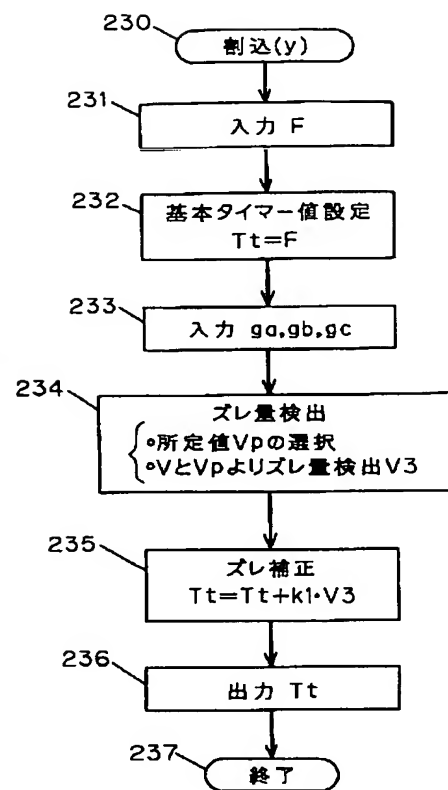 230
割込(y)
231
入力 F
232
基本タイマー値設定
Tt=F
233
入力 ga,gb,gc
234
ズレ量検出
∘所定値Vpの選択
∘VとVpよりズレ量検出V3
235
ズレ補正
Tt=Tt+k1·V3
236
出力 Tt
237
終了